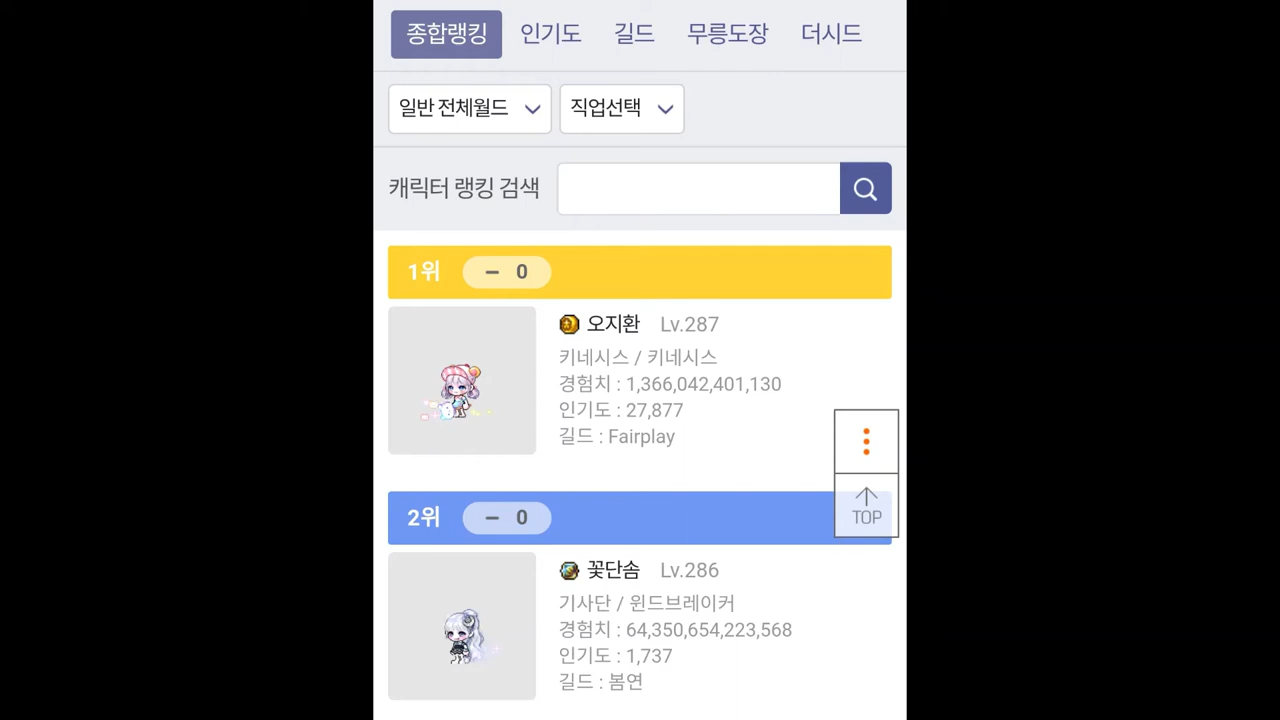 종합랭킹 인기도 길드 무릉도장 더시드
일반 전체월드 직업선택
캐릭터 랭킹 검색
1위 - 0
오지환 Lv.287
키네시스 / 키네시스
경험치 : 1,366,042,401,130
인기도 : 27,877
길드 : Fairplay
TOP
2위 - 0
꽃단솜 Lv.286
기사단 / 윈드브레이커
경험치 : 64,350,654,223,568
인기도 : 1,737
길드 : 봄연